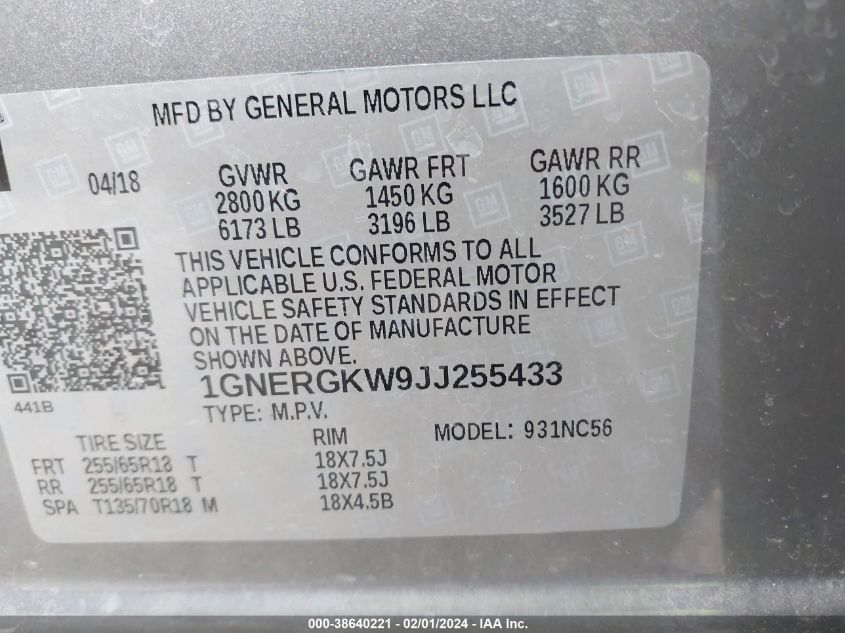 MFD BY GENERAL MOTORS LLC
04/18 GVWR GAWR FRT GAWR RR
2800 KG 1450 KG 1600 KG
6173 LB 3196 LB 3527 LB
THIS VEHICLE CONFORMS TO ALL
APPLICABLE U.S. FEDERAL MOTOR
VEHICLE SAFETY STANDARDS IN EFFECT
ON THE DATE OF MANUFACTURE
SHOWN ABOVE.
1GNERGKW9JJ255433
441B
TYPE: M.P.V. MODEL: 931NC56
TIRE SIZE RIM
FRT 255/65R18 T 18X7.5J
RR 255/65R18 T 18X7.5J
SPA T135/70R18 M 18X4.5B
000-38640221 - 02/01/2024 - IAA Inc.